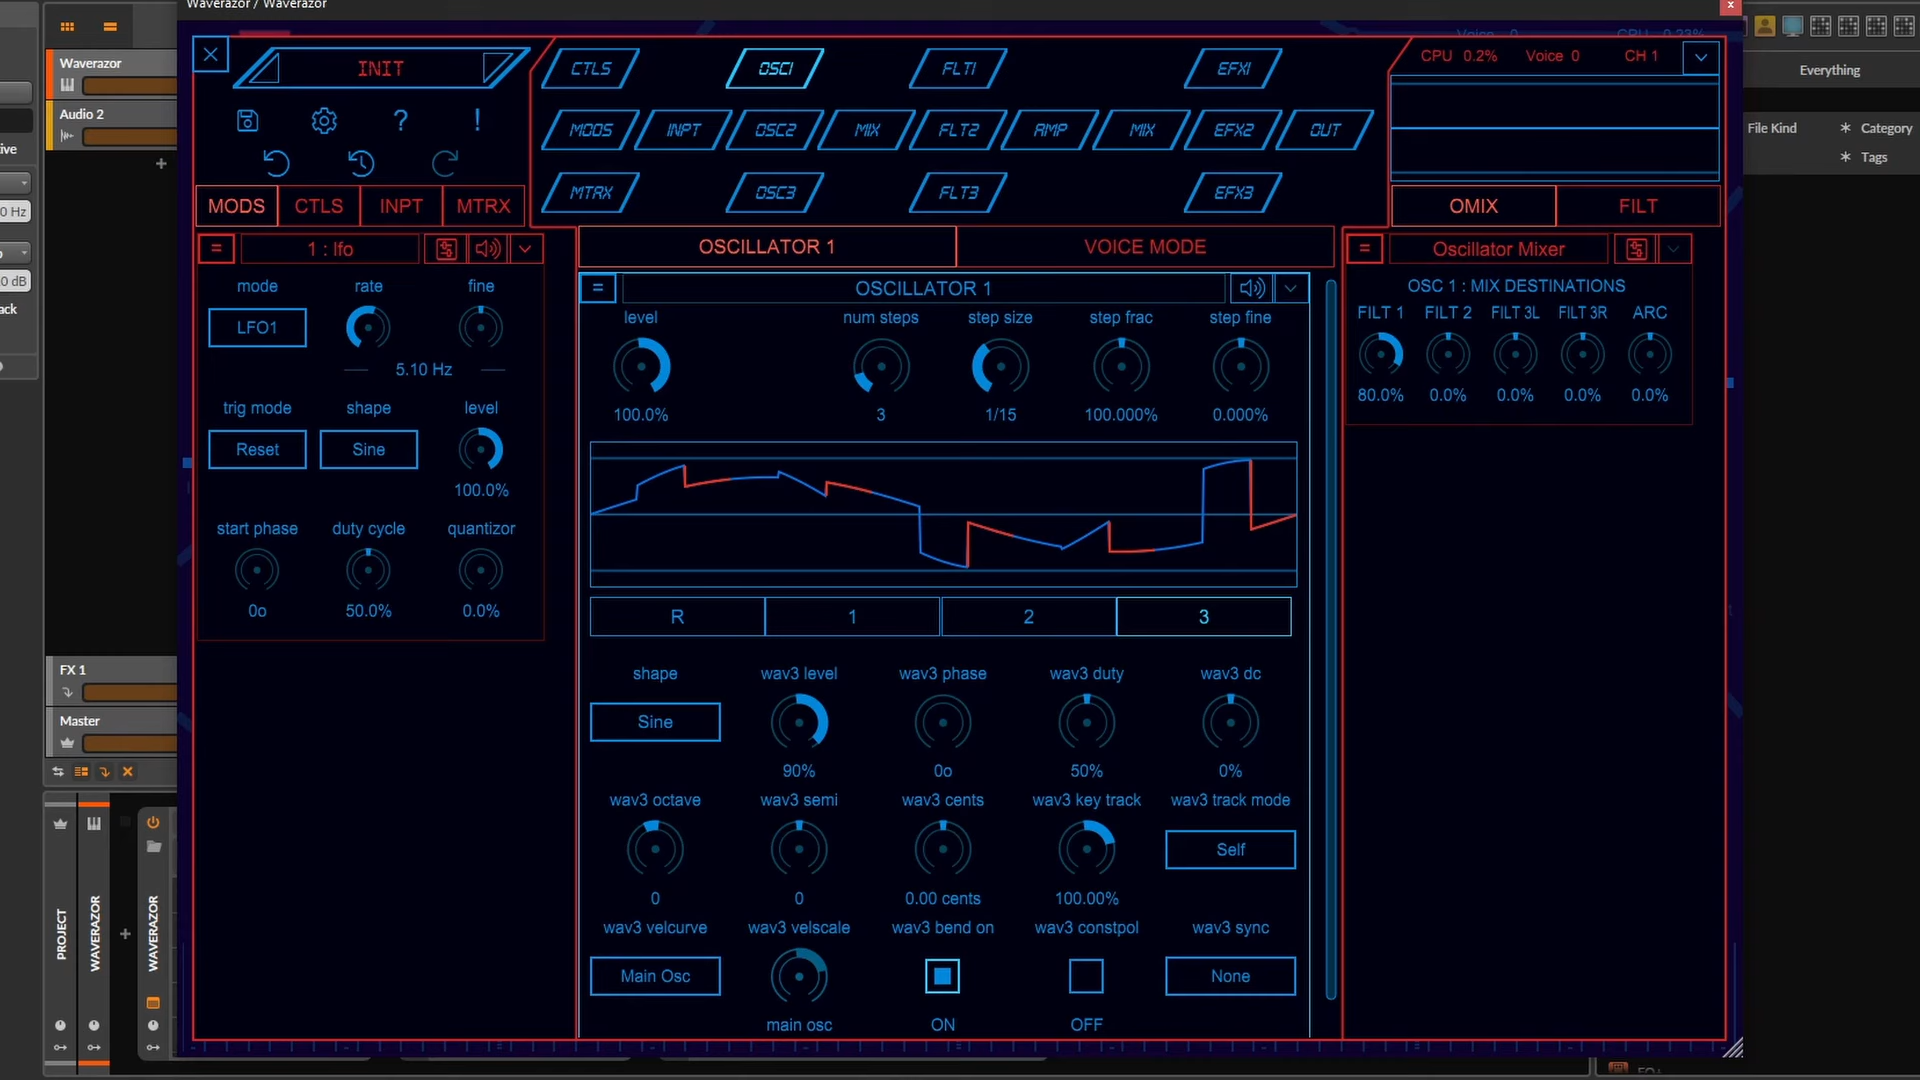 Waverazor / Waverazor
Voice 0 CPU 0.23%
Waverazor
Audio 2
INIT
CTLS OSC1 FLT1 EFX1
MODS INPT OSC2 MIX FLT2 AMP MIX EFX2 OUT
MTRX OSC3 FLT3 EFX3
CPU 0.2% Voice 0 CH 1
Everything
File Kind * Category
* Tags
MODS CTLS INPT MTRX
OMIX FILT
1 : lfo
OSCILLATOR 1 VOICE MODE
Oscillator Mixer
mode rate fine
LFO1
5.10 Hz
trig mode shape level
Reset Sine
100.0%
start phase duty cycle quantizor
0o 50.0% 0.0%
OSCILLATOR 1
level num steps step size step frac step fine
100.0% 3 1/15 100.000% 0.000%
R 1 2 3
shape wav3 level wav3 phase wav3 duty wav3 dc
Sine
90% 0o 50% 0%
wav3 octave wav3 semi wav3 cents wav3 key track wav3 track mode
Self
0 0 0.00 cents 100.00%
wav3 velcurve wav3 velscale wav3 bend on wav3 constpol wav3 sync
Main Osc None
main osc ON OFF
OSC 1 : MIX DESTINATIONS
FILT 1 FILT 2 FILT 3L FILT 3R ARC
80.0% 0.0% 0.0% 0.0% 0.0%
FX 1
Master
PROJECT
WAVERAZOR
WAVERAZOR
0 Hz
0 dB